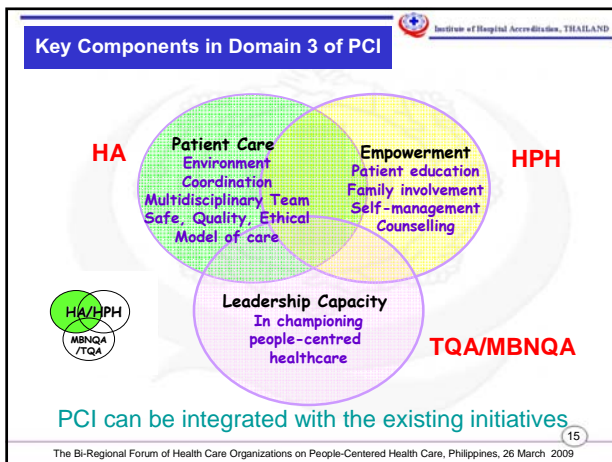 Institute of Hospital Accreditation, THAILAND
Key Components in Domain 3 of PCI
HA
Patient Care
Environment
Coordination
Multidisciplinary Team
Safe, Quality, Ethical
Model of care
Empowerment
Patient education
Family involvement
Self-management
Counselling
HPH
Leadership Capacity
In championing
people-centred
healthcare
TQA/MBNQA
HA/HPH
MBNQA
/TQA
PCI can be integrated with the existing initiatives
15
The Bi-Regional Forum of Health Care Organizations on People-Centered Health Care, Philippines, 26 March 2009